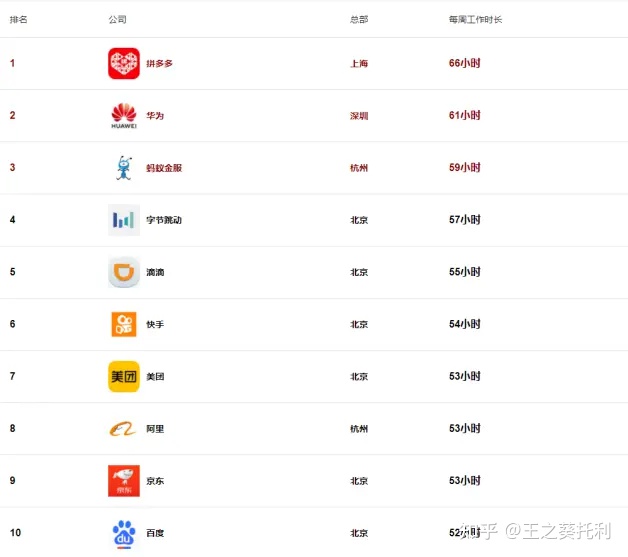 排名 公司 总部 每周工作时长
1 拼多多 上海 66小时
2 HUAWEI 华为 深圳 61小时
3 蚂蚁金服 杭州 59小时
4 字节跳动 北京 57小时
5 滴滴 北京 55小时
6 快手 北京 54小时
7 美团 美团 北京 53小时
8 阿里 杭州 53小时
9 京东 京东 北京 53小时
10 du 百度 北京 52小时
知乎 @王之葵托利